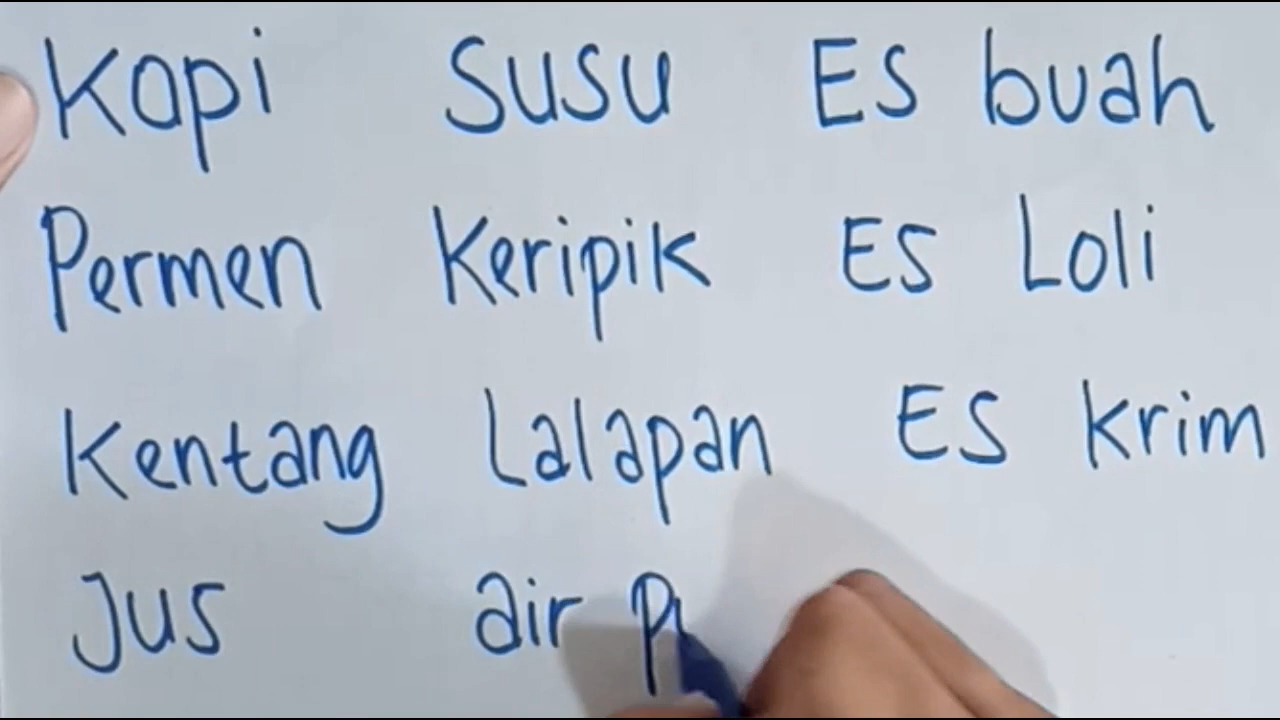 Kopi Susu Es buah
Permen Keripik Es Loli
Kentang Lalapan Es krim
Jus air